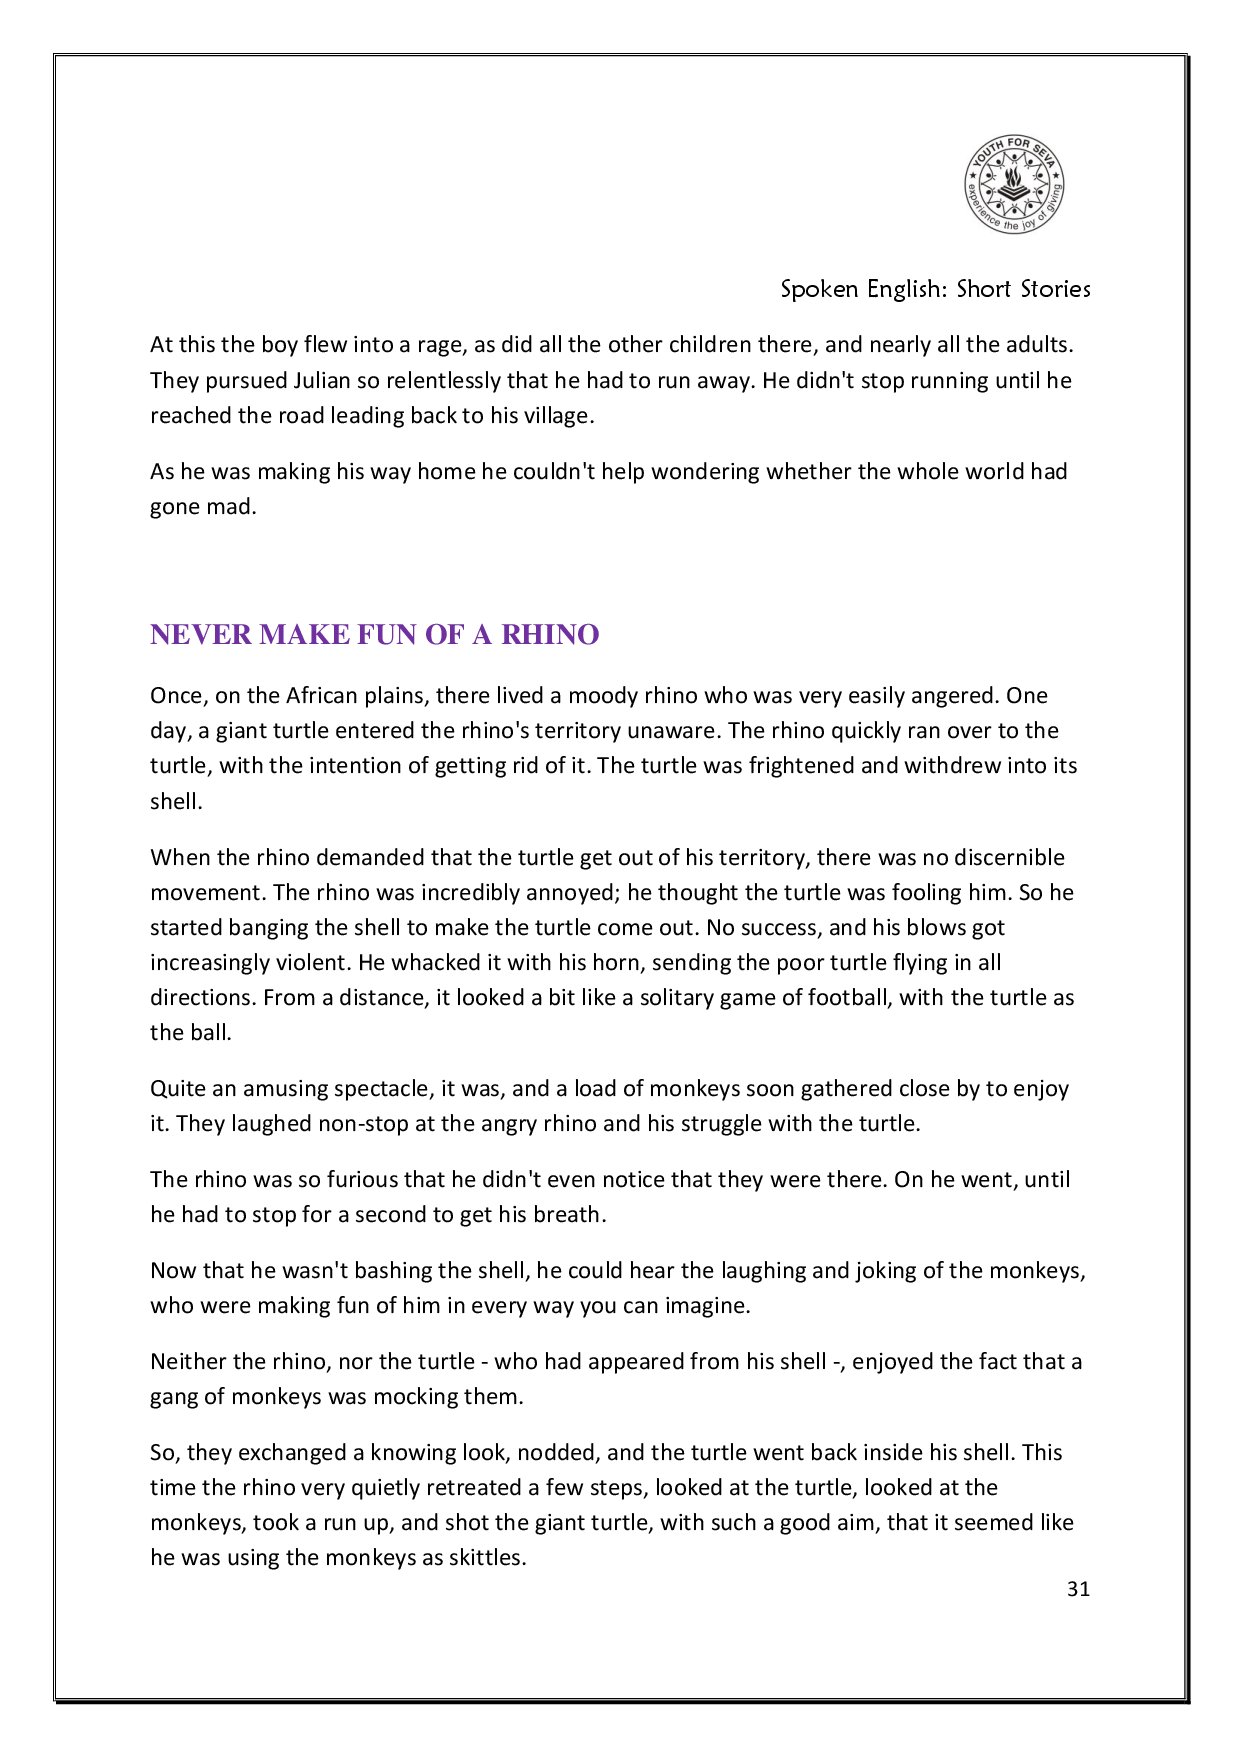 YOUTH FOR SEVA
experience the joy of giving
Spoken English: Short Stories
At this the boy flew into a rage, as did all the other children there, and nearly all the adults.
They pursued Julian so relentlessly that he had to run away. He didn't stop running until he
reached the road leading back to his village.
As he was making his way home he couldn't help wondering whether the whole world had
gone mad.
NEVER MAKE FUN OF A RHINO
Once, on the African plains, there lived a moody rhino who was very easily angered. One
day, a giant turtle entered the rhino's territory unaware. The rhino quickly ran over to the
turtle, with the intention of getting rid of it. The turtle was frightened and withdrew into its
shell.
When the rhino demanded that the turtle get out of his territory, there was no discernible
movement. The rhino was incredibly annoyed; he thought the turtle was fooling him. So he
started banging the shell to make the turtle come out. No success, and his blows got
increasingly violent. He whacked it with his horn, sending the poor turtle flying in all
directions. From a distance, it looked a bit like a solitary game of football, with the turtle as
the ball.
Quite an amusing spectacle, it was, and a load of monkeys soon gathered close by to enjoy
it. They laughed non-stop at the angry rhino and his struggle with the turtle.
The rhino was so furious that he didn't even notice that they were there. On he went, until
he had to stop for a second to get his breath.
Now that he wasn't bashing the shell, he could hear the laughing and joking of the monkeys,
who were making fun of him in every way you can imagine.
Neither the rhino, nor the turtle - who had appeared from his shell -, enjoyed the fact that a
gang of monkeys was mocking them.
So, they exchanged a knowing look, nodded, and the turtle went back inside his shell. This
time the rhino very quietly retreated a few steps, looked at the turtle, looked at the
monkeys, took a run up, and shot the giant turtle, with such a good aim, that it seemed like
he was using the monkeys as skittles.
31